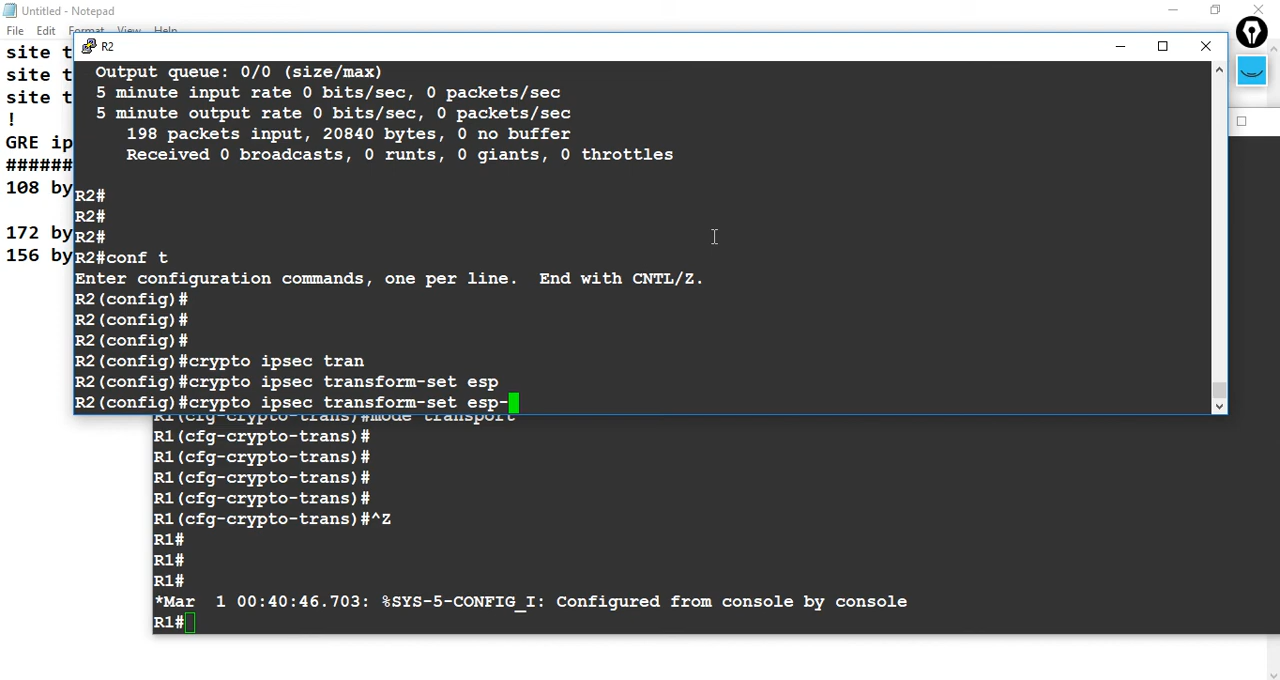 Untitled - Notepad
File Edit Format View Help
site t
site t
site t
!
GRE ip
######
108 by
172 by
156 by
R2
Output queue: 0/0 (size/max)
5 minute input rate 0 bits/sec, 0 packets/sec
5 minute output rate 0 bits/sec, 0 packets/sec
198 packets input, 20840 bytes, 0 no buffer
Received 0 broadcasts, 0 runts, 0 giants, 0 throttles
R2#
R2#
R2#
R2#conf t
Enter configuration commands, one per line.  End with CNTL/Z.
R2(config)#
R2(config)#
R2(config)#
R2(config)#crypto ipsec tran
R2(config)#crypto ipsec transform-set esp
R2(config)#crypto ipsec transform-set esp-
R1(cfg-crypto-trans)#mode transport
R1(cfg-crypto-trans)#
R1(cfg-crypto-trans)#
R1(cfg-crypto-trans)#
R1(cfg-crypto-trans)#
R1(cfg-crypto-trans)#^Z
R1#
R1#
R1#
*Mar  1 00:40:46.703: %SYS-5-CONFIG_I: Configured from console by console
R1#